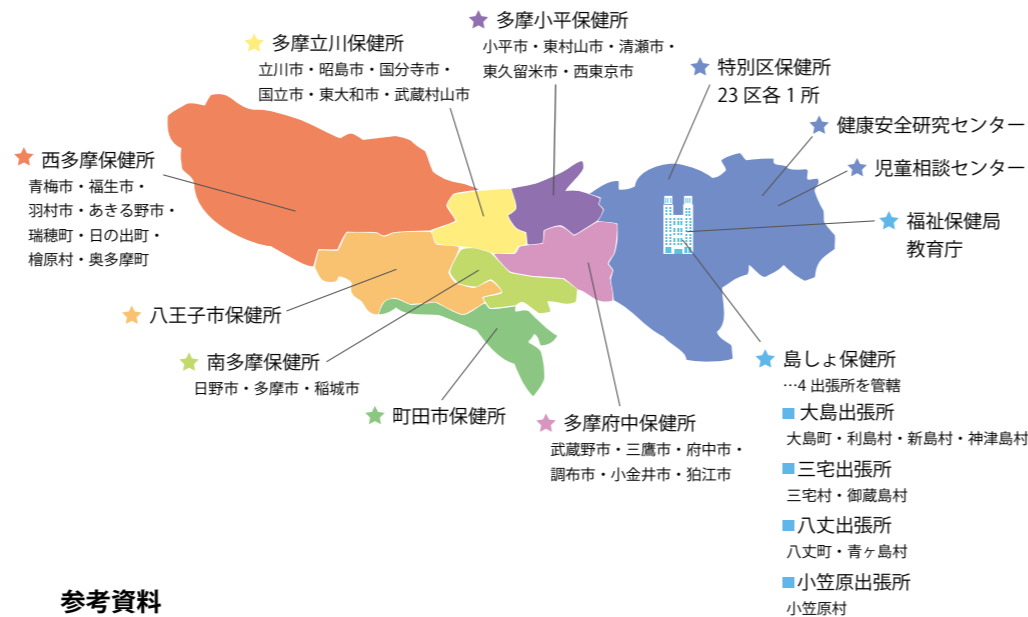 ★ 多摩小平保健所
小平市・東村山市・清瀬市・
東久留米市・西東京市
★ 多摩立川保健所
立川市・昭島市・国分寺市・
国立市・東大和市・武蔵村山市
★ 特別区保健所
23 区各 1 所
★ 健康安全研究センター
★ 児童相談センター
★ 福祉保健局
教育庁
★ 西多摩保健所
青梅市・福生市・
羽村市・あきる野市・
瑞穂町・日の出町・
檜原村・奥多摩町
★ 八王子市保健所
★ 南多摩保健所
日野市・多摩市・稲城市
★ 町田市保健所
★ 多摩府中保健所
武蔵野市・三鷹市・府中市・
調布市・小金井市・狛江市
★ 島しょ保健所
…4 出張所を管轄
■ 大島出張所
大島町・利島村・新島村・神津島村
■ 三宅出張所
三宅村・御蔵島村
■ 八丈出張所
八丈町・青ヶ島村
■ 小笠原出張所
小笠原村
参考資料